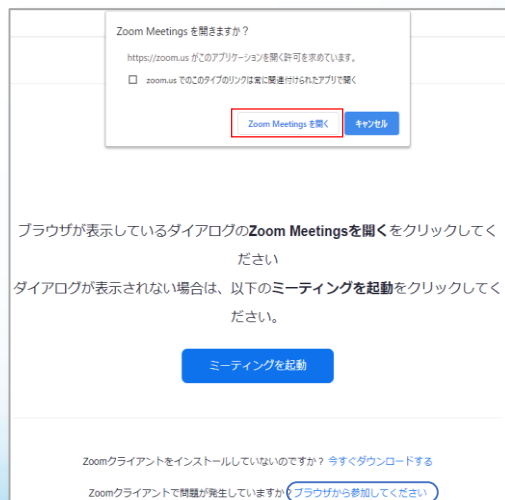 Zoom Meetings を開きますか？
https://zoom.us がこのアプリケーションを開く許可を求めています。
zoom.us でのこのタイプのリンクは常に関連付けられたアプリで開く
Zoom Meetings を開く キャンセル
ブラウザが表示しているダイアログのZoom Meetingsを開くをクリックしてく
ださい
ダイアログが表示されない場合は、以下のミーティングを起動をクリックしてく
ださい。
ミーティングを起動
Zoomクライアントをインストールしていないのですか？ 今すぐダウンロードする
Zoomクライアントで問題が発生していますか？ ブラウザから参加してください